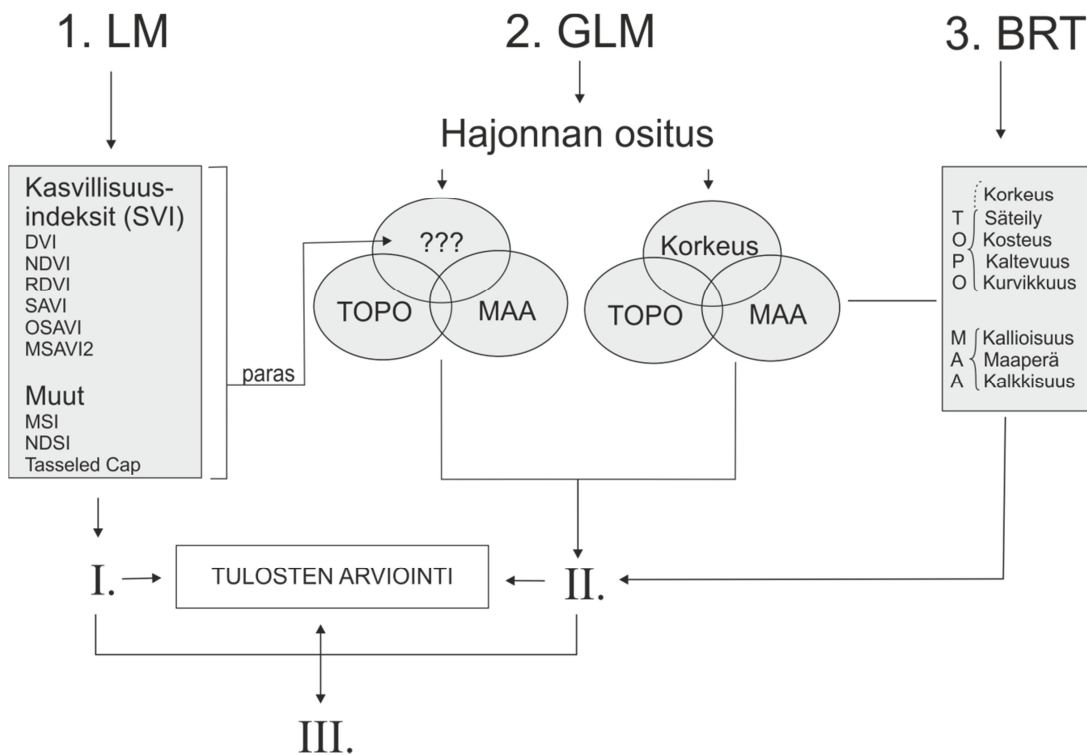 1. LM
2. GLM
3. BRT
Hajonnan ositus
Kasvillisuus-
indeksit (SVI)
DVI
NDVI
RDVI
SAVI
OSAVI
MSAVI2
Muut
MSI
NDSI
Tasseled Cap
paras
???
TOPO
MAA
Korkeus
TOPO
MAA
Korkeus
T Säteily
O Kosteus
P Kaltevuus
O Kurvikkuus
M Kallioisuus
A Maaperä
A Kalkkisuus
I.
TULOSTEN ARVIOINTI
II.
III.